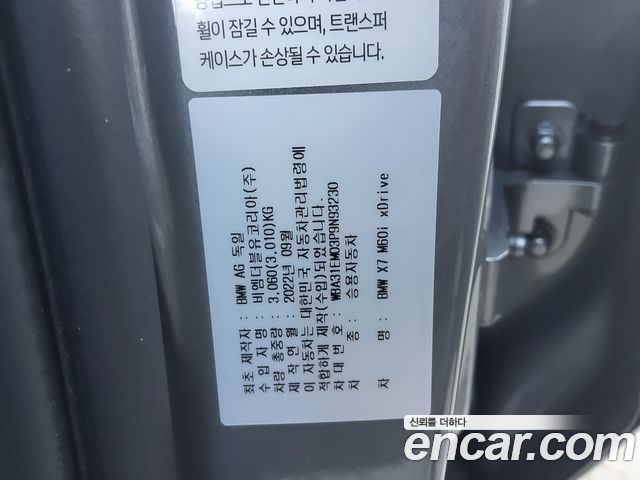 휠이 잠길 수 있으며, 트랜스퍼
케이스가 손상될 수 있습니다.
최초 제작자 : BMW AG 독일
수 입 자 명 : 비엠더블유코리아(주)
차량 총중량 : 3,060(3,010)KG
제 작 연 월 : 2022년 09월
이 자동차는 대한민국 자동차관리법령에
적합하게 제작(수입)되었습니다.
차 대 번 호 : WBA31EM03P9N93230
차 종 : 승용자동차
차 명 : BMW X7 M60i xDrive
신뢰를 더하다
encar.com